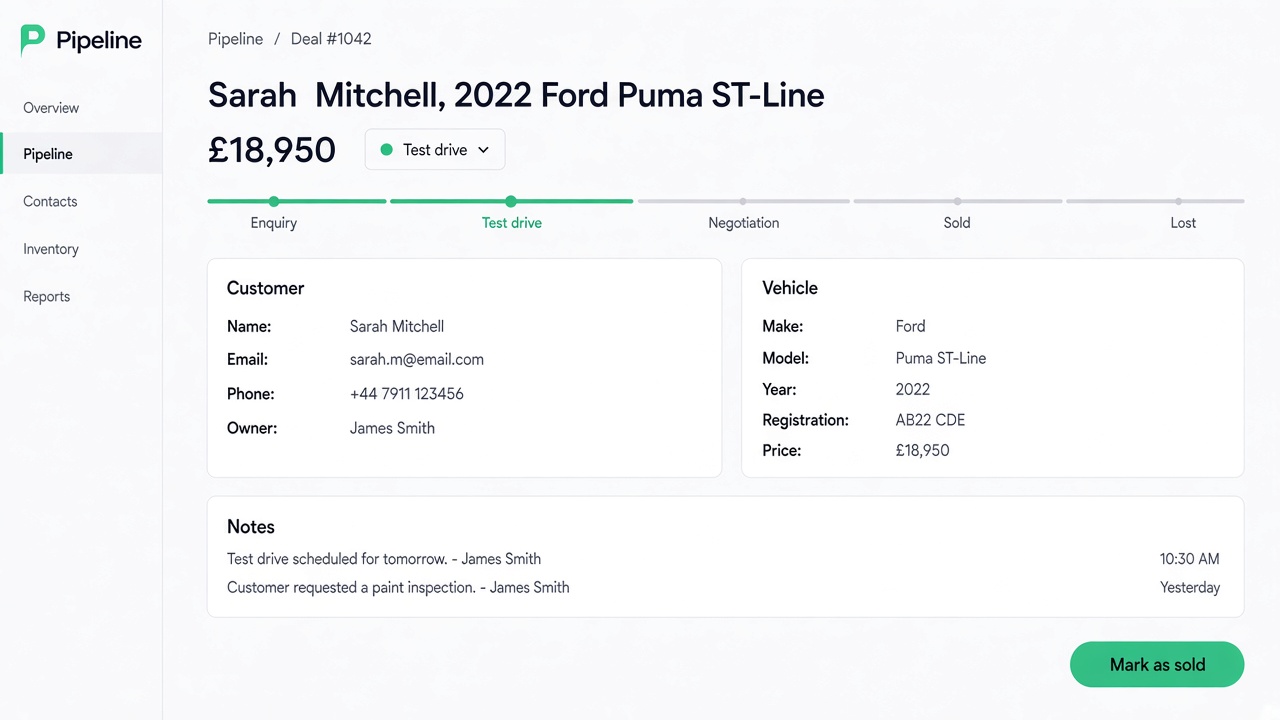 Pipeline
Overview
Pipeline
Contacts
Inventory
Reports
Pipeline / Deal #1042
Sarah Mitchell, 2022 Ford Puma ST-Line
£18,950
Test drive
Enquiry
Test drive
Negotiation
Sold
Lost
Customer
Name: Sarah Mitchell
Email: sarah.m@email.com
Phone: +44 7911 123456
Owner: James Smith
Vehicle
Make: Ford
Model: Puma ST-Line
Year: 2022
Registration: AB22 CDE
Price: £18,950
Notes
Test drive scheduled for tomorrow. - James Smith 10:30 AM
Customer requested a paint inspection. - James Smith Yesterday
Mark as sold